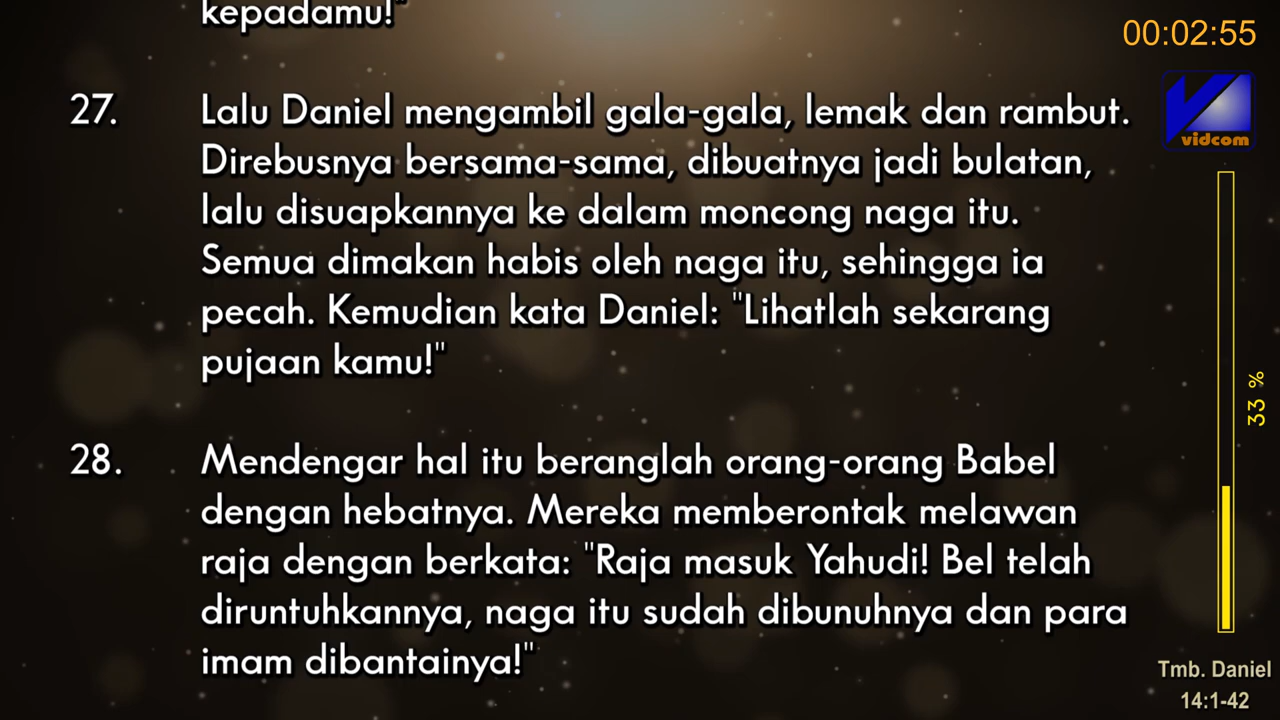 kepadamu!"
00:02:55
vidcom
27. Lalu Daniel mengambil gala-gala, lemak dan rambut.
Direbusnya bersama-sama, dibuatnya jadi bulatan,
lalu disuapkannya ke dalam moncong naga itu.
Semua dimakan habis oleh naga itu, sehingga ia
pecah. Kemudian kata Daniel: "Lihatlah sekarang
pujaan kamu!"
33 %
28. Mendengar hal itu beranglah orang-orang Babel
dengan hebatnya. Mereka memberontak melawan
raja dengan berkata: "Raja masuk Yahudi! Bel telah
diruntuhkannya, naga itu sudah dibunuhnya dan para
imam dibantainya!"
Tmb. Daniel
14:1-42